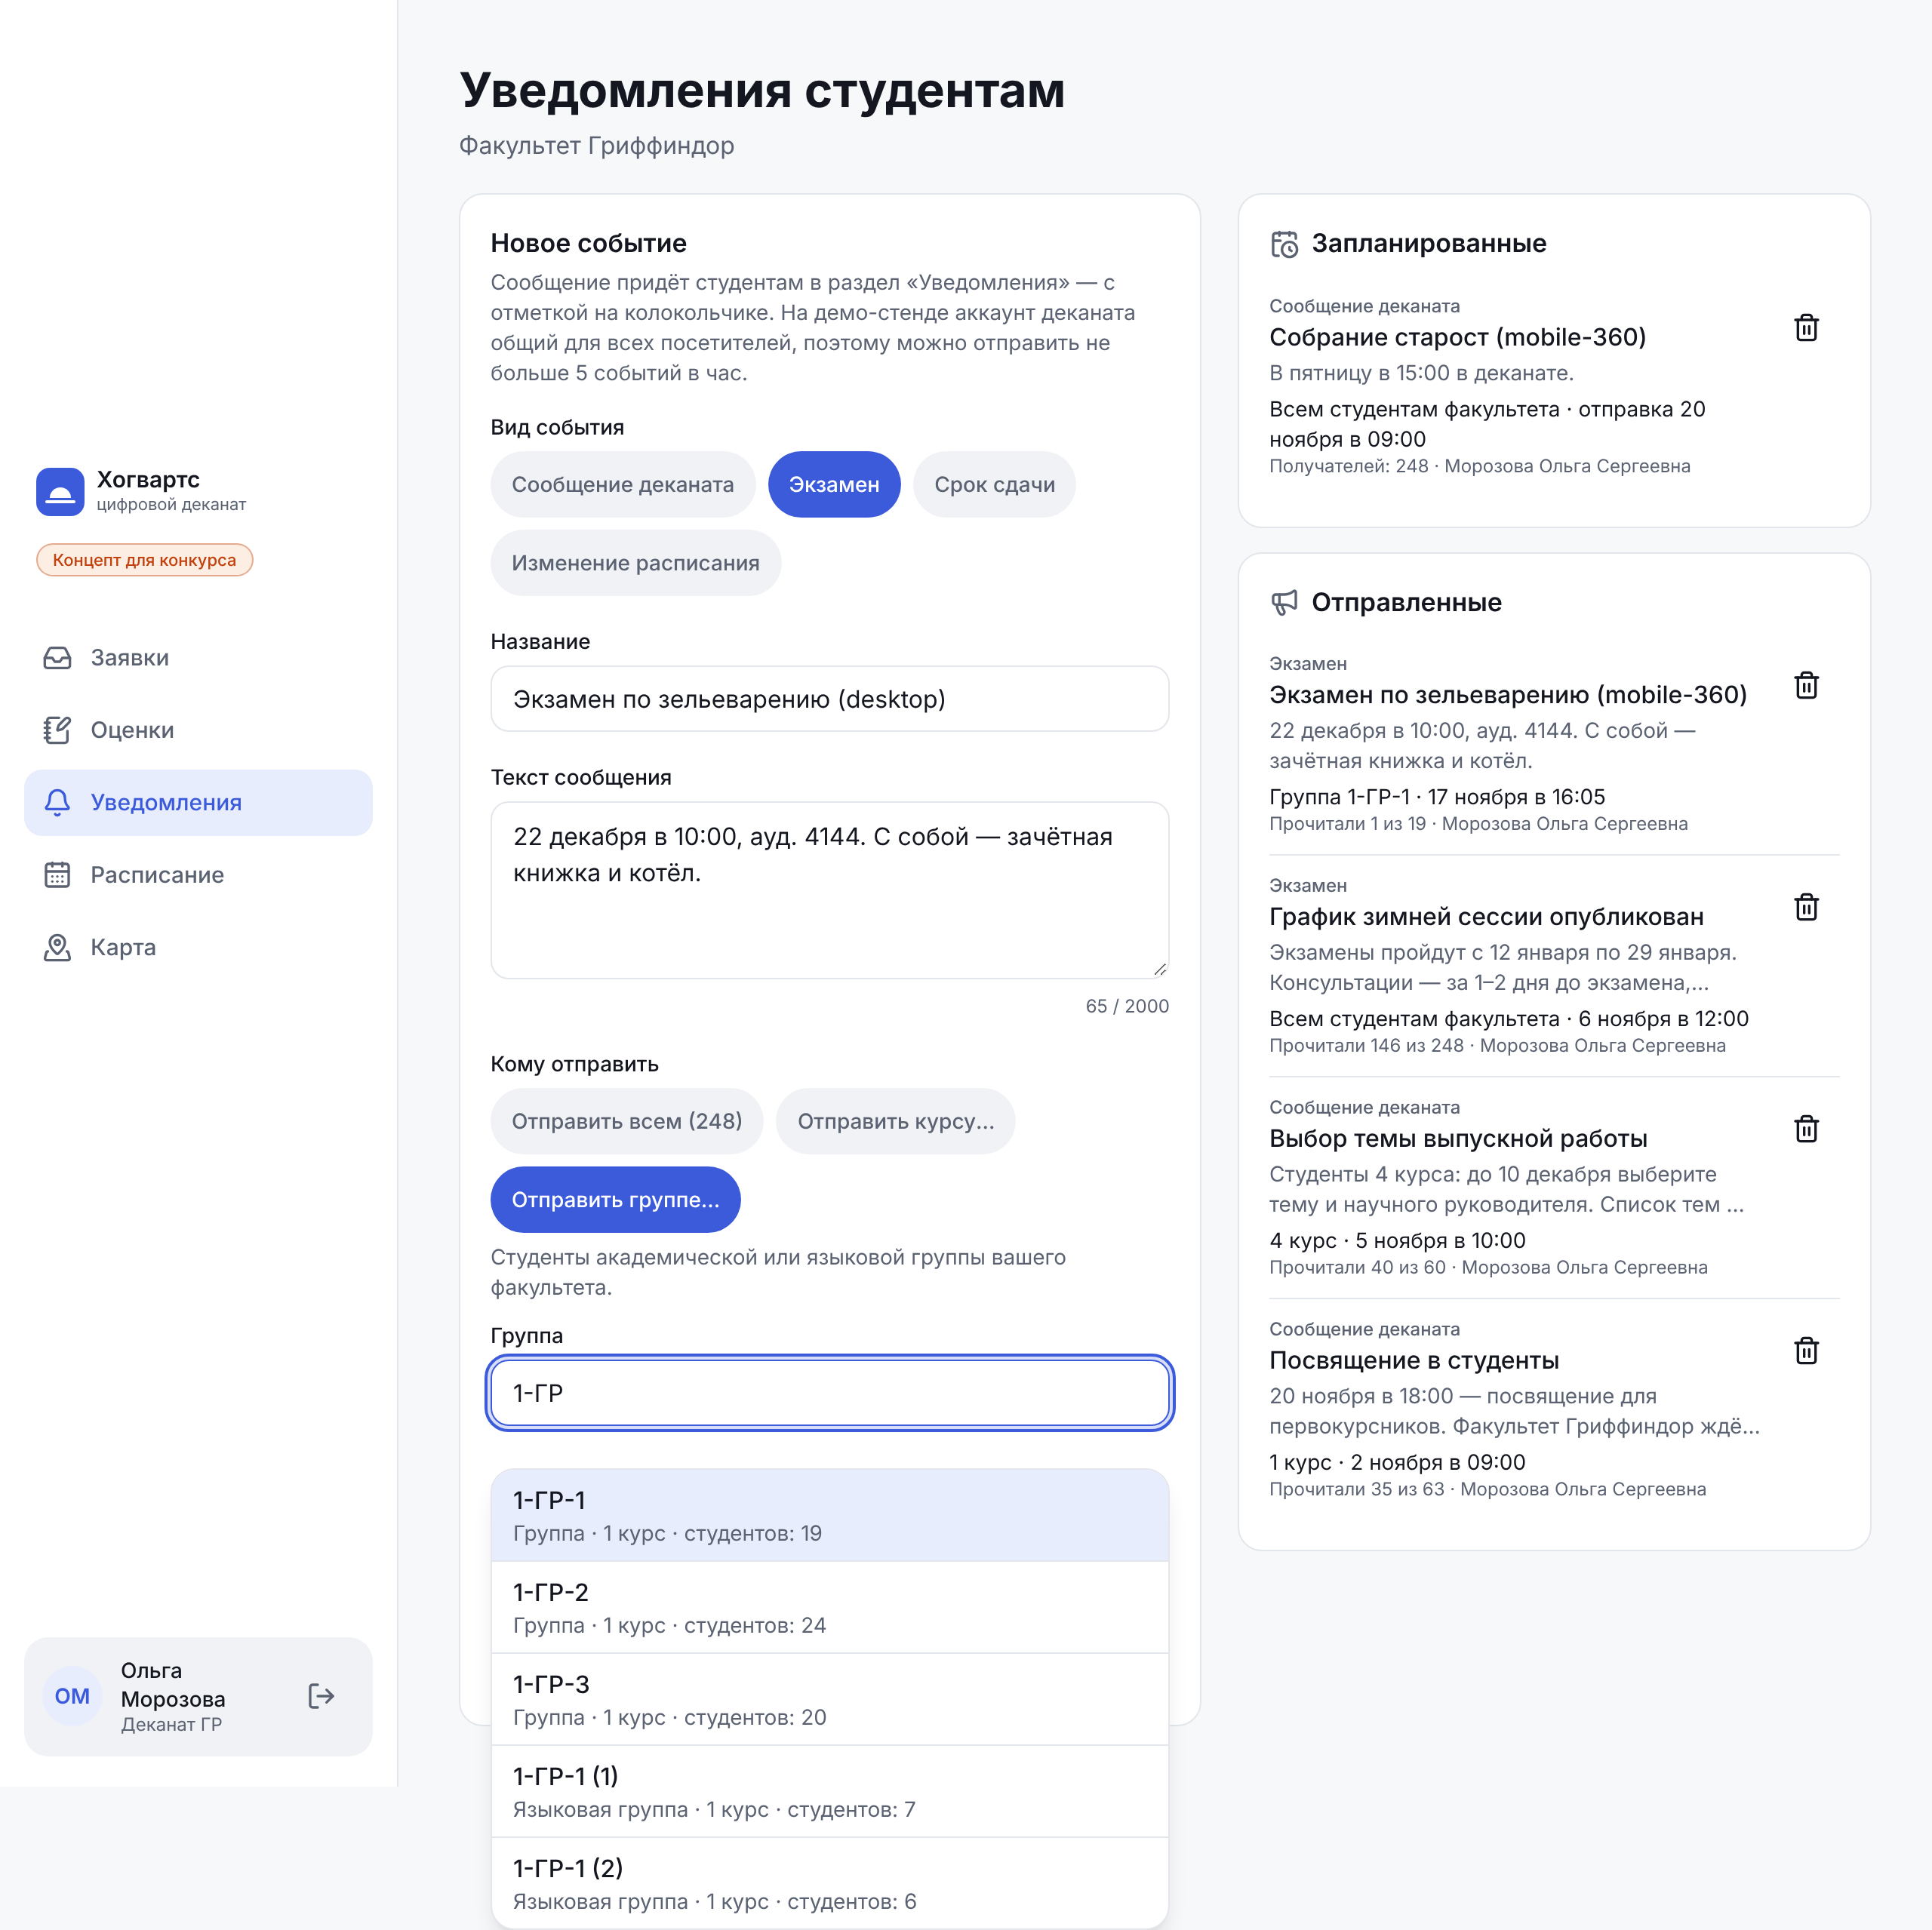 Хогвартс
цифровой деканат
Концепт для конкурса
Заявки
Оценки
Уведомления
Расписание
Карта
ОМ
Ольга
Морозова
Деканат ГР
Уведомления студентам
Факультет Гриффиндор
Новое событие
Сообщение придёт студентам в раздел «Уведомления» — с
отметкой на колокольчике. На демо-стенде аккаунт деканата
общий для всех посетителей, поэтому можно отправить не
больше 5 событий в час.
Вид события
Сообщение деканата
Экзамен
Срок сдачи
Изменение расписания
Название
Экзамен по зельеварению (desktop)
Текст сообщения
22 декабря в 10:00, ауд. 4144. С собой — зачётная
книжка и котёл.
65 / 2000
Кому отправить
Отправить всем (248)
Отправить курсу...
Отправить группе...
Студенты академической или языковой группы вашего
факультета.
Группа
1-ГР
1-ГР-1
Группа · 1 курс · студентов: 19
1-ГР-2
Группа · 1 курс · студентов: 24
1-ГР-3
Группа · 1 курс · студентов: 20
1-ГР-1 (1)
Языковая группа · 1 курс · студентов: 7
1-ГР-1 (2)
Языковая группа · 1 курс · студентов: 6
Запланированные
Сообщение деканата
Собрание старост (mobile-360)
В пятницу в 15:00 в деканате.
Всем студентам факультета · отправка 20
ноября в 09:00
Получателей: 248 · Морозова Ольга Сергеевна
Отправленные
Экзамен
Экзамен по зельеварению (mobile-360)
22 декабря в 10:00, ауд. 4144. С собой —
зачётная книжка и котёл.
Группа 1-ГР-1 · 17 ноября в 16:05
Прочитали 1 из 19 · Морозова Ольга Сергеевна
Экзамен
График зимней сессии опубликован
Экзамены пройдут с 12 января по 29 января.
Консультации — за 1–2 дня до экзамена,...
Всем студентам факультета · 6 ноября в 12:00
Прочитали 146 из 248 · Морозова Ольга Сергеевна
Сообщение деканата
Выбор темы выпускной работы
Студенты 4 курса: до 10 декабря выберите
тему и научного руководителя. Список тем ...
4 курс · 5 ноября в 10:00
Прочитали 40 из 60 · Морозова Ольга Сергеевна
Сообщение деканата
Посвящение в студенты
20 ноября в 18:00 — посвящение для
первокурсников. Факультет Гриффиндор ждё...
1 курс · 2 ноября в 09:00
Прочитали 35 из 63 · Морозова Ольга Сергеевна